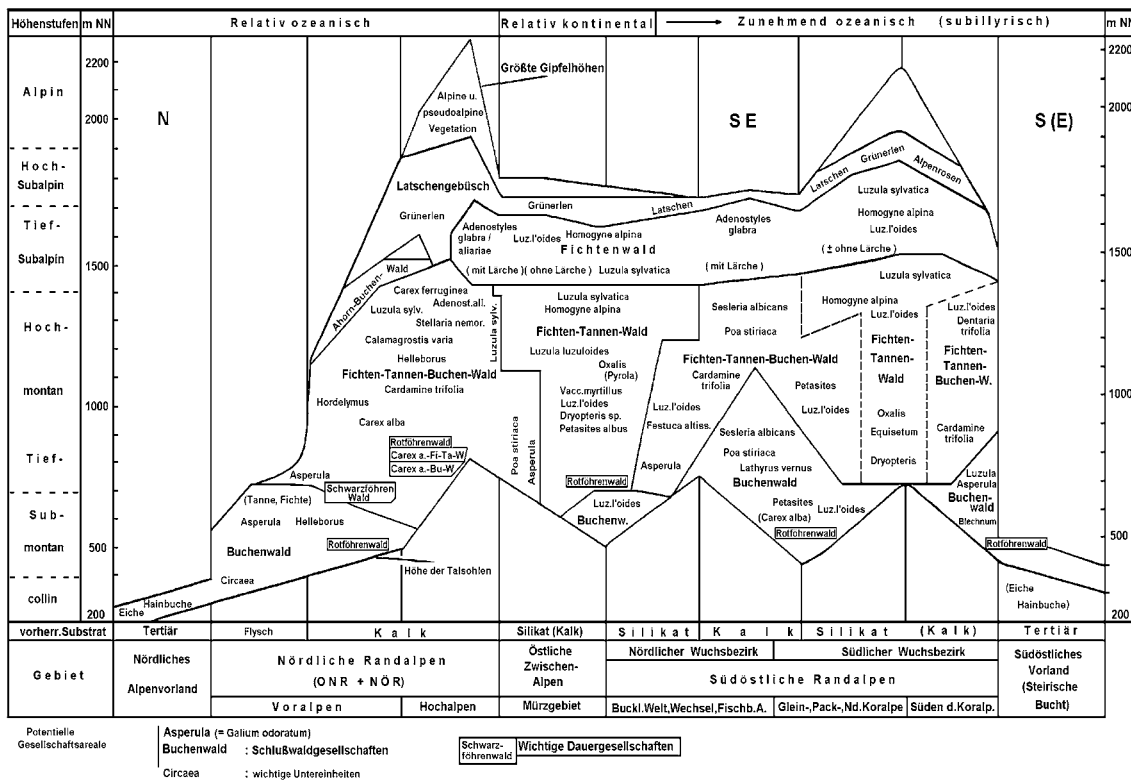 Höhenstufen m NN Relativ ozeanisch Relativ kontinental Zunehmend ozeanisch (subillyrisch) m NN
2200 2200
Größte Gipfelhöhen
Alpin
Alpine u.
pseudoalpine
Vegetation
2000 N SE S(E) 2000
Hoch-
Subalpin
Latschengebüsch
Grünerlen
Grünerlen
Latschen
Latschen
Grünerlen
Alpenrosen
Luzula sylvatica
Homogyne alpina
Luz.l'oides
(± ohne Lärche)
Tief-
Subalpin
Adenostyles
glabra /
aliariae
Luz.l'oides
Homogyne alpina
Fichtenwald
(mit Lärche)(ohne Lärche) Luzula sylvatica
Adenostyles
glabra
(mit Lärche)
1500 1500
Ahorn-Buchen-
Wald
Carex ferruginea
Adenost.all.
Luzula sylv.
Stellaria nemor.
Calamagrostis varia
Helleborus
Fichten-Tannen-Buchen-Wald
Cardamine trifolia
Hordelymus
Carex alba
Luzula sylv.
Hoch-
montan
Luzula sylvatica
Homogyne alpina
Fichten-Tannen-Wald
Luzula luzuloides
Oxalis
(Pyrola)
Vacc.myrtillus
Luz.l'oides
Dryopteris sp.
Petasites albus
Sesleria albicans
Poa stiriaca
Fichten-Tannen-Buchen-Wald
Cardamine
trifolia
Luz.l'oides
Festuca altiss.
Asperula
Luzula sylvatica
Homogyne alpina
Luz.l'oides
Fichten-
Tannen-
Wald
Petasites
Luz.l'oides
Oxalis
Equisetum
Dryopteris
Luz.l'oides
Dentaria
trifolia
Fichten-
Tannen-
Buchen-W.
Cardamine
trifolia
1000 1000
Tief-
Rotföhrenwald
Carex a.-Fi-Ta-W
Carex a.-Bu-W.
Poa stiriaca
Asperula
Rotföhrenwald
Sesleria albicans
Poa stiriaca
Lathyrus vernus
Buchenwald
Petasites
(Carex alba)
Luz.l'oides
Rotföhrenwald
Luzula
Asperula
Buchen-
wald
Blechnum
Rotföhrenwald
Asperula
(Tanne, Fichte)
Schwarzföhren
Wald
Sub-
montan
Asperula
Helleborus
Buchenwald
Rotföhrenwald
Luz.l'oides
Buchenw.
500 500
Höhe der Talsohlen
Circaea
collin
Eiche
Hainbuche
(Eiche
Hainbuche)
200 200
vorherr.Substrat Tertiär Flysch Kalk Silikat (Kalk) Silikat Kalk Silikat (Kalk) Tertiär
Gebiet
Nördliches
Alpenvorland
Nördliche Randalpen
(ONR + NÖR)
Voralpen Hochalpen
Östliche
Zwischen-
Alpen
Mürzgebiet
Nördlicher Wuchsbezirk Südlicher Wuchsbezirk
Südöstliche Randalpen
Buckl.Welt,Wechsel,Fischb.A. Glein-,Pack-,Nd.Koralpe Süden d.Koralp.
Südöstliches
Vorland
(Steirische
Bucht)
Potentielle
Gesellschaftsareale
Asperula (= Galium odoratum)
Buchenwald : Schlußwaldgesellschaften
Circaea : wichtige Untereinheiten
Schwarz-
föhrenwald
Wichtige Dauergesellschaften